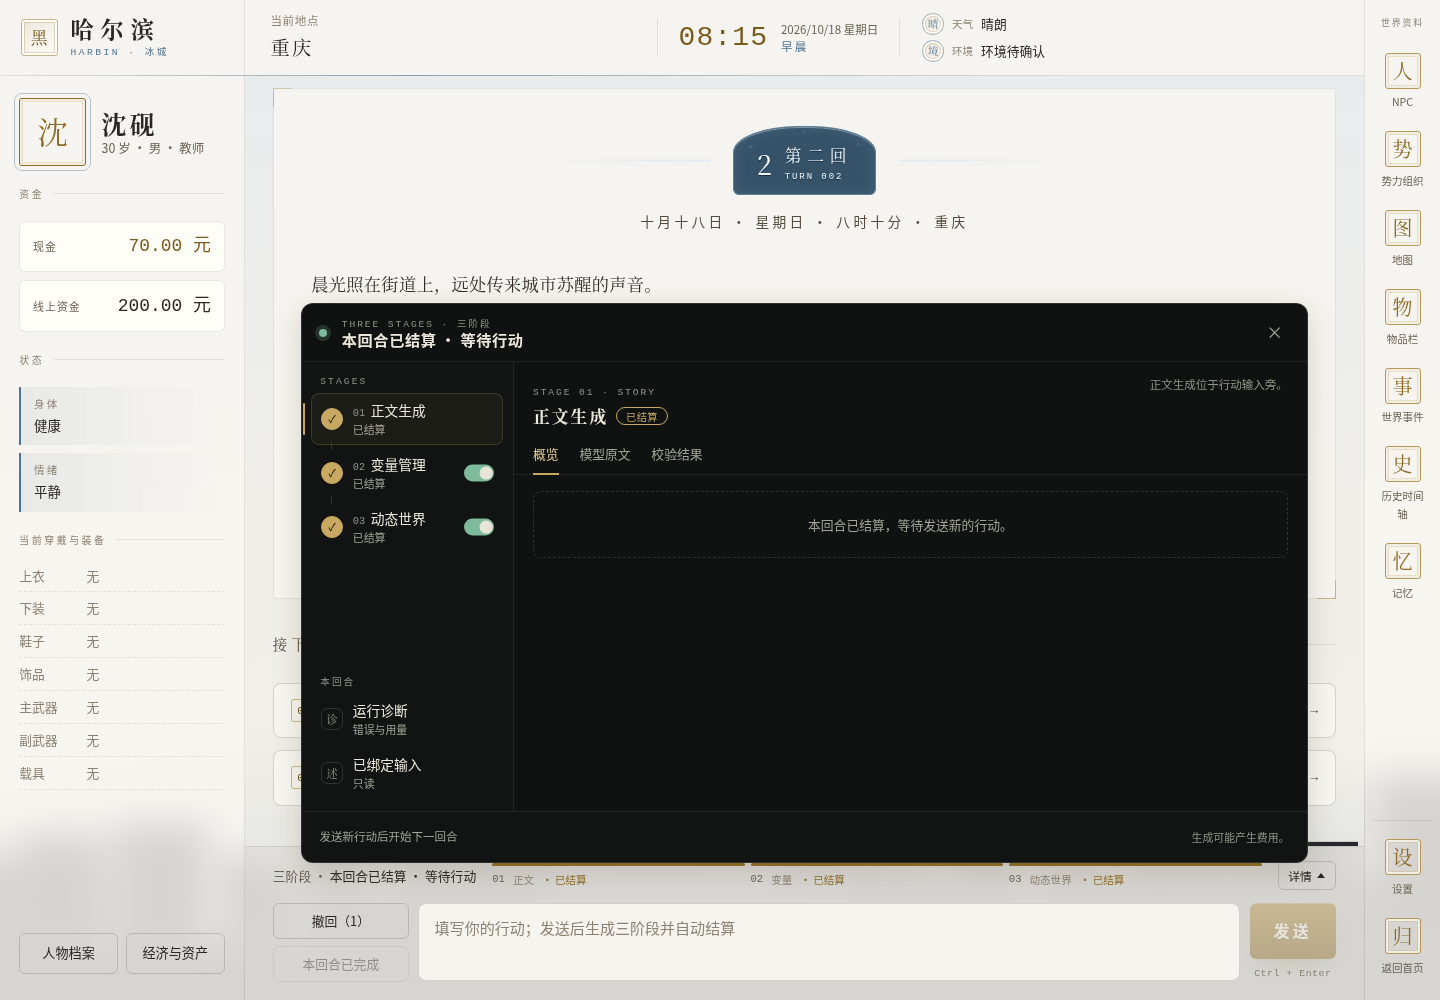 黑
哈尔滨
HARBIN · 冰城
当前地点
重庆
08:15
2026/10/18 星期日
早晨
晴
天气
晴朗
境
环境
环境待确认
沈
沈砚
30 岁 • 男 • 教师
资金
现金
70.00 元
线上资金
200.00 元
状态
身体
健康
情绪
平静
当前穿戴与装备
上衣
无
下装
无
鞋子
无
饰品
无
主武器
无
副武器
无
载具
无
人物档案
经济与资产
2
第二回
TURN 002
十月十八日 • 星期日 • 八时十分 • 重庆
晨光照在街道上，远处传来城市苏醒的声音。
THREE STAGES · 三阶段
本回合已结算 • 等待行动
STAGES
✓
01 正文生成
已结算
✓
02 变量管理
已结算
✓
03 动态世界
已结算
本回合
诊
运行诊断
错误与用量
述
已绑定输入
只读
STAGE 01 · STORY
正文生成
已结算
正文生成位于行动输入旁。
概览
模型原文
校验结果
本回合已结算，等待发送新的行动。
发送新行动后开始下一回合
生成可能产生费用。
接
→
→
三阶段 • 本回合已结算 • 等待行动
01 正文 • 已结算
02 变量 • 已结算
03 动态世界 • 已结算
详情
撤回（1）
本回合已完成
填写你的行动；发送后生成三阶段并自动结算
发送
Ctrl + Enter
世界资料
人
NPC
势
势力组织
图
地图
物
物品栏
事
世界事件
史
历史时间
轴
忆
记忆
设
设置
归
返回首页